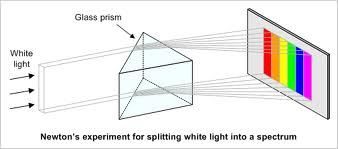 Glass prism
White
light
Newton's experiment for splitting white light into a spectrum